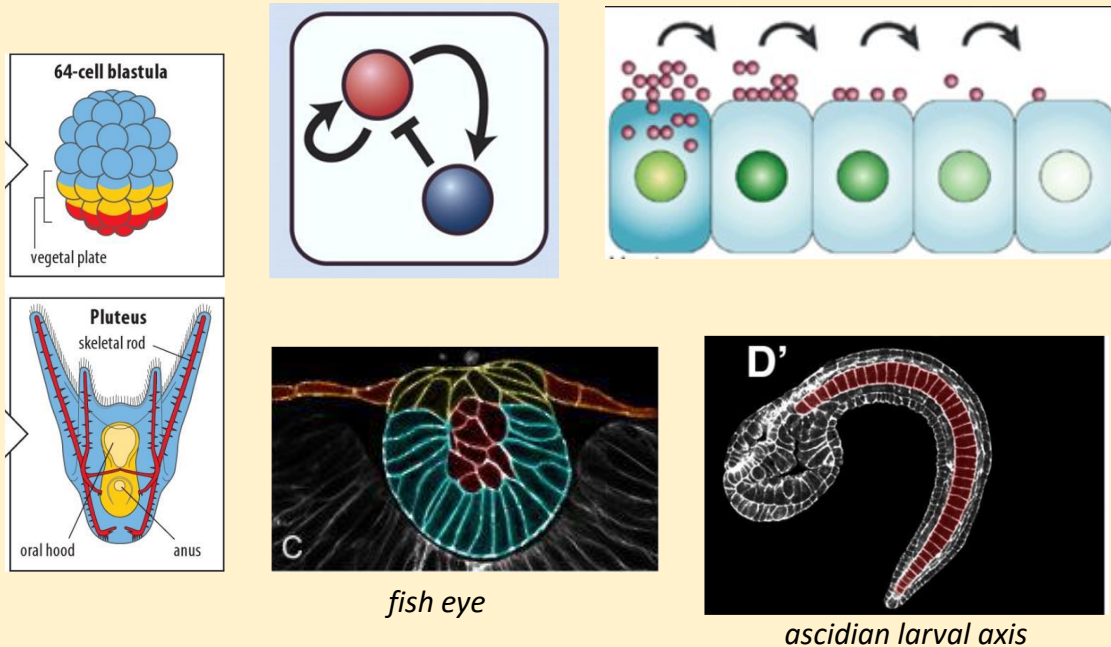 64-cell blastula
vegetal plate
Pluteus
skeletal rod
oral hood
anus
C
fish eye
D’
ascidian larval axis